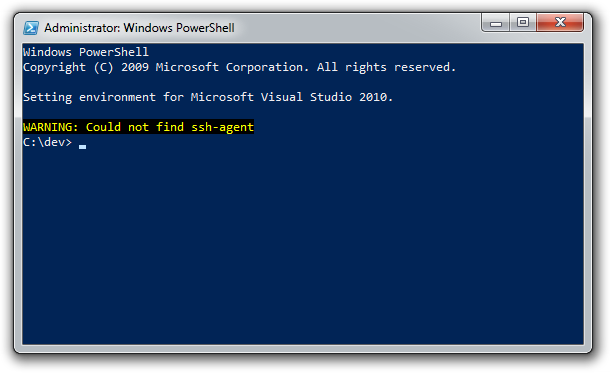 Administrator: Windows PowerShell
Windows PowerShell
Copyright (C) 2009 Microsoft Corporation. All rights reserved.
Setting environment for Microsoft Visual Studio 2010.
WARNING: Could not find ssh-agent
C:\dev>